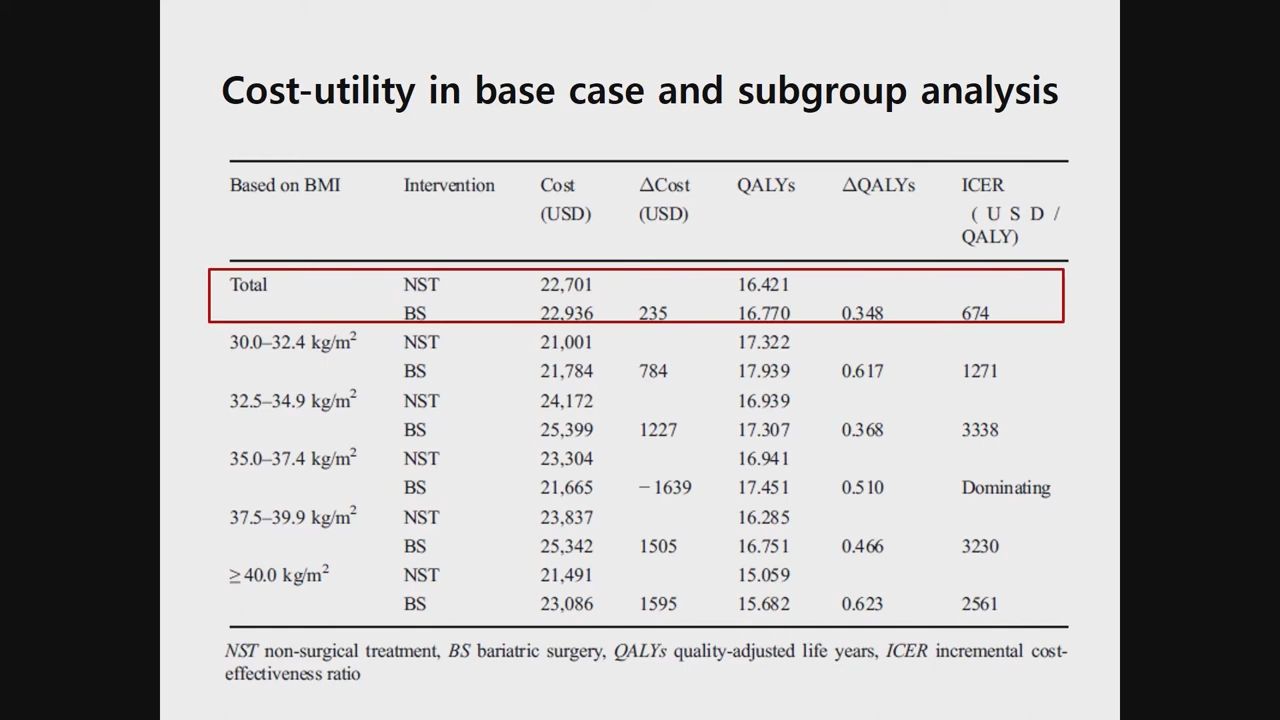 Cost-utility in base case and subgroup analysis
Based on BMI Intervention Cost ΔCost QALYs ΔQALYs ICER
(USD) (USD) ( U S D /
QALY)
Total NST 22,701 16.421
BS 22,936 235 16.770 0.348 674
30.0–32.4 kg/m² NST 21,001 17.322
BS 21,784 784 17.939 0.617 1271
32.5–34.9 kg/m² NST 24,172 16.939
BS 25,399 1227 17.307 0.368 3338
35.0–37.4 kg/m² NST 23,304 16.941
BS 21,665 −1639 17.451 0.510 Dominating
37.5–39.9 kg/m² NST 23,837 16.285
BS 25,342 1505 16.751 0.466 3230
≥40.0 kg/m² NST 21,491 15.059
BS 23,086 1595 15.682 0.623 2561
NST non-surgical treatment, BS bariatric surgery, QALYs quality-adjusted life years, ICER incremental cost-
effectiveness ratio